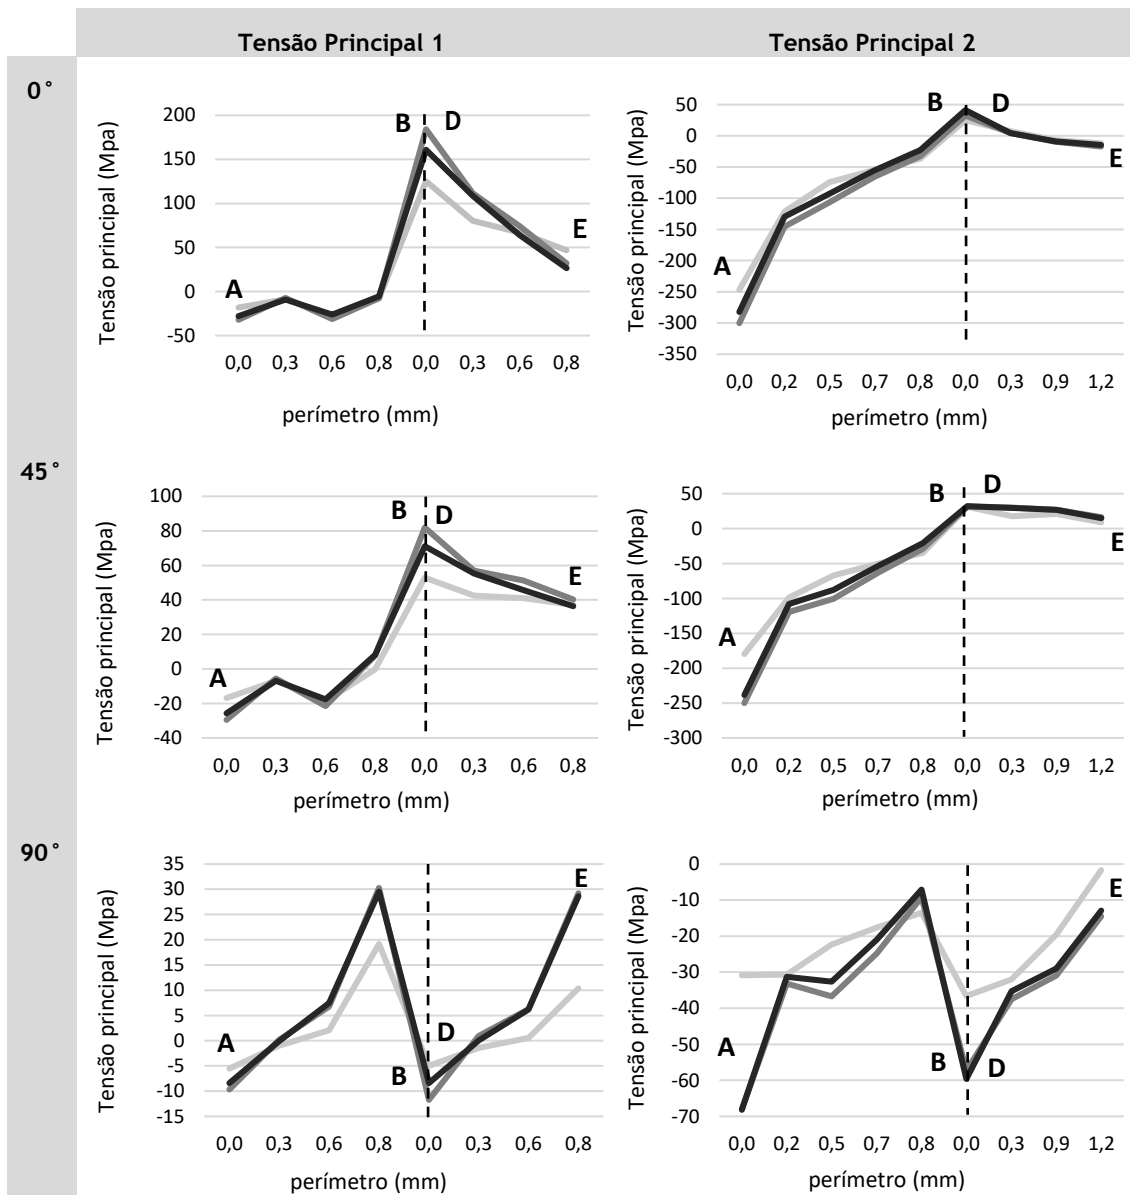 Tensão Principal 1
Tensão Principal 2
0˚
Tensão principal (Mpa)
200
150
100
50
0
-50
A
B
D
E
0,0 0,3 0,6 0,8 0,0 0,3 0,6 0,8
perímetro (mm)
Tensão principal (Mpa)
50
0
-50
-100
-150
-200
-250
-300
-350
A
B
D
E
0,0 0,2 0,5 0,7 0,8 0,0 0,3 0,9 1,2
perímetro (mm)
45˚
Tensão principal (Mpa)
100
80
60
40
20
0
-20
-40
A
B
D
E
0,0 0,3 0,6 0,8 0,0 0,3 0,6 0,8
perímetro (mm)
Tensão principal (Mpa)
50
0
-50
-100
-150
-200
-250
-300
A
B
D
E
0,0 0,2 0,5 0,7 0,8 0,0 0,3 0,9 1,2
perímetro (mm)
90˚
Tensão principal (Mpa)
35
30
25
20
15
10
5
0
-5
-10
-15
A
B
D
E
0,0 0,3 0,6 0,8 0,0 0,3 0,6 0,8
perímetro (mm)
Tensão principal (Mpa)
0
-10
-20
-30
-40
-50
-60
-70
A
B
D
E
0,0 0,2 0,5 0,7 0,8 0,0 0,3 0,9 1,2
perímetro (mm)